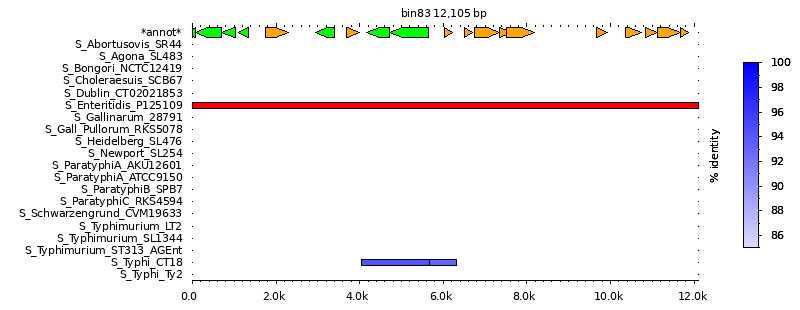 bin83 12,105 bp
*annot*
S_Abortusovis_SR44
S_Agona_SL483
S_Bongori_NCTC12419
S_Choleraesuis_SCB67
S_Dublin_CT02021853
S_Enteritidis_P125109
S_Gallinarum_28791
S_Gall_Pullorum_RKS5078
S_Heidelberg_SL476
S_Newport_SL254
S_ParatyphiA_AKU12601
S_ParatyphiA_ATCC9150
S_ParatyphiB_SPB7
S_ParatyphiC_RKS4594
S_Schwarzengrund_CVM19633
S_Typhimurium_LT2
S_Typhimurium_SL1344
S_Typhimurium_ST313_AGEnt
S_Typhi_CT18
S_Typhi_Ty2
0.0 2.0k 4.0k 6.0k 8.0k 10.0k 12.0k
% identity
100
98
96
94
92
90
88
86